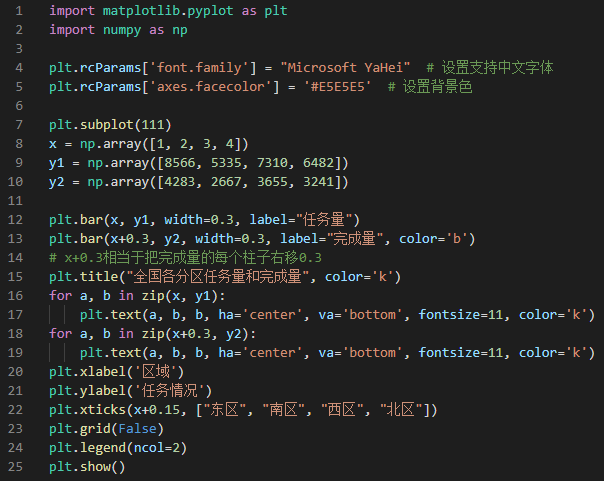 1 import matplotlib.pyplot as plt
2 import numpy as np
3
4 plt.rcParams['font.family'] = "Microsoft YaHei"  # 设置支持中文字体
5 plt.rcParams['axes.facecolor'] = '#E5E5E5'  # 设置背景色
6
7 plt.subplot(111)
8 x = np.array([1, 2, 3, 4])
9 y1 = np.array([8566, 5335, 7310, 6482])
10 y2 = np.array([4283, 2667, 3655, 3241])
11
12 plt.bar(x, y1, width=0.3, label="任务量")
13 plt.bar(x+0.3, y2, width=0.3, label="完成量", color='b')
14 # x+0.3相当于把完成量的每个柱子右移0.3
15 plt.title("全国各分区任务量和完成量", color='k')
16 for a, b in zip(x, y1):
17     plt.text(a, b, b, ha='center', va='bottom', fontsize=11, color='k')
18 for a, b in zip(x+0.3, y2):
19     plt.text(a, b, b, ha='center', va='bottom', fontsize=11, color='k')
20 plt.xlabel('区域')
21 plt.ylabel('任务情况')
22 plt.xticks(x+0.15, ["东区", "南区", "西区", "北区"])
23 plt.grid(False)
24 plt.legend(ncol=2)
25 plt.show()